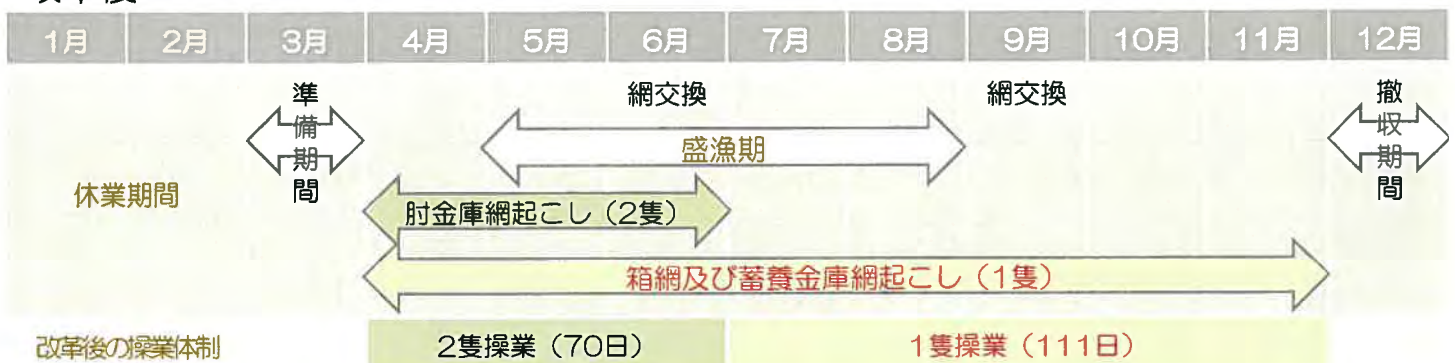 1月 2月 3月 4月 5月 6月 7月 8月 9月 10月 11月 12月
準備期間
網交換
網交換
撤収期間
盛漁期
休業期間
肘金庫網起こし（2隻）
箱網及び蓄養金庫網起こし（1隻）
改革後の操業体制 2隻操業（70日） 1隻操業（111日）